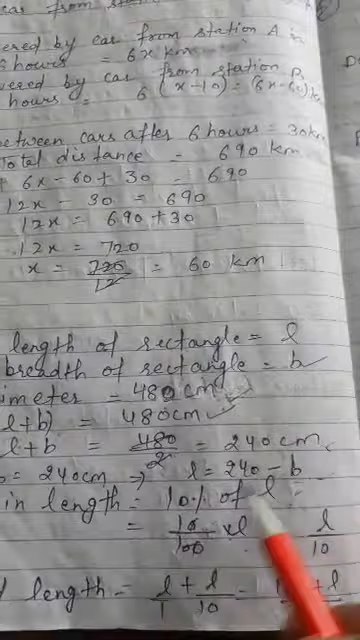 car from
ered by car from station A in
hours = 6x km
vered by car from station B
hours = 6 (x-10) = (6x-60) km
between cars after 6 hours = 30km
Total distance = 690 km
6x - 60 + 30 = 690
12x - 30 = 690
12x = 690 + 30
12x = 720
x = 720/12 = 60 km
length of rectangle = l
breadth of rectangle = b
imeter = 480 cm
l+b) = 480cm
l+b = 480/2 = 240 cm
= 240cm ⇒ l = 240 - b
in length = 10% of l
= 10/100 xl l/10
length = l/1 + l/10 =